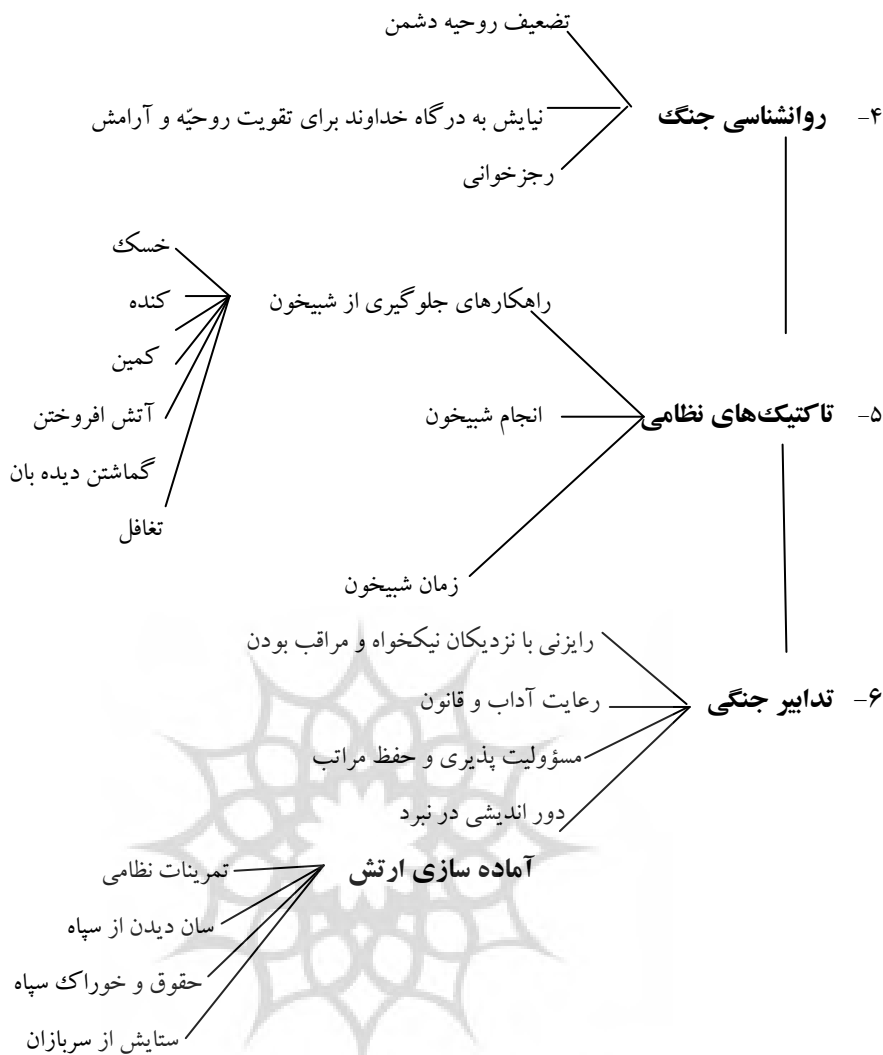 تضعیف روحیه دشمن
۴- روانشناسی جنگ
نیایش به درگاه خداوند برای تقویت روحیّه و آرامش
رجزخوانی
خسک
راهکارهای جلوگیری از شبیخون
کنده
کمین
۵- تاکتیک‌های نظامی
انجام شبیخون
آتش افروختن
گماشتن دیده بان
تغافل
زمان شبیخون
رایزنی با نزدیکان نیکخواه و مراقب بودن
۶- تدابیر جنگی
رعایت آداب و قانون
مسؤولیت پذیری و حفظ مراتب
دور اندیشی در نبرد
آماده سازی ارتش
تمرینات نظامی
سان دیدن از سپاه
حقوق و خوراک سپاه
ستایش از سربازان